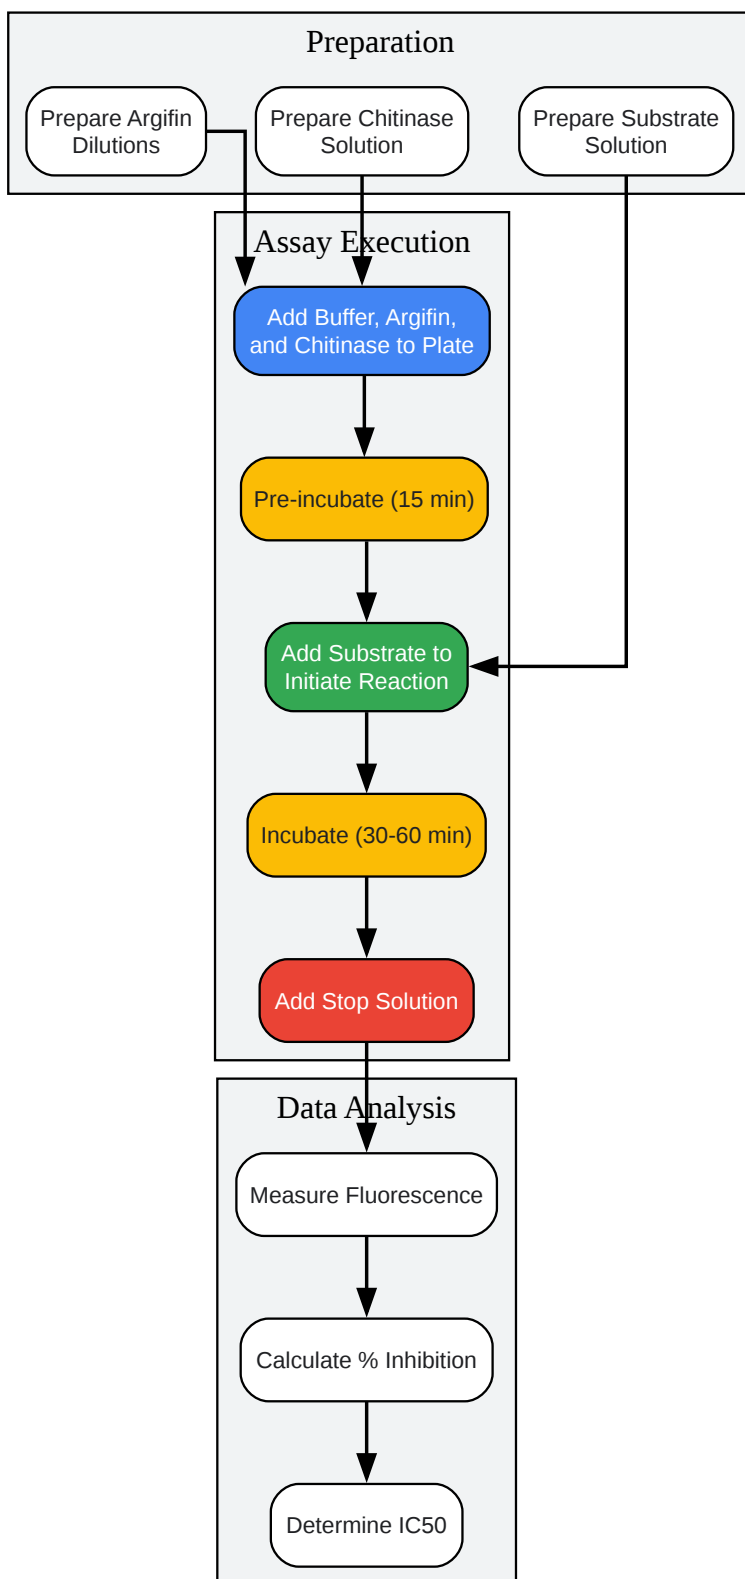 Preparation
Prepare Argifin
Dilutions
Prepare Chitinase
Solution
Prepare Substrate
Solution
Assay Execution
Add Buffer, Argifin,
and Chitinase to Plate
Pre-incubate (15 min)
Add Substrate to
Initiate Reaction
Incubate (30-60 min)
Add Stop Solution
Data Analysis
Measure Fluorescence
Calculate % Inhibition
Determine IC50